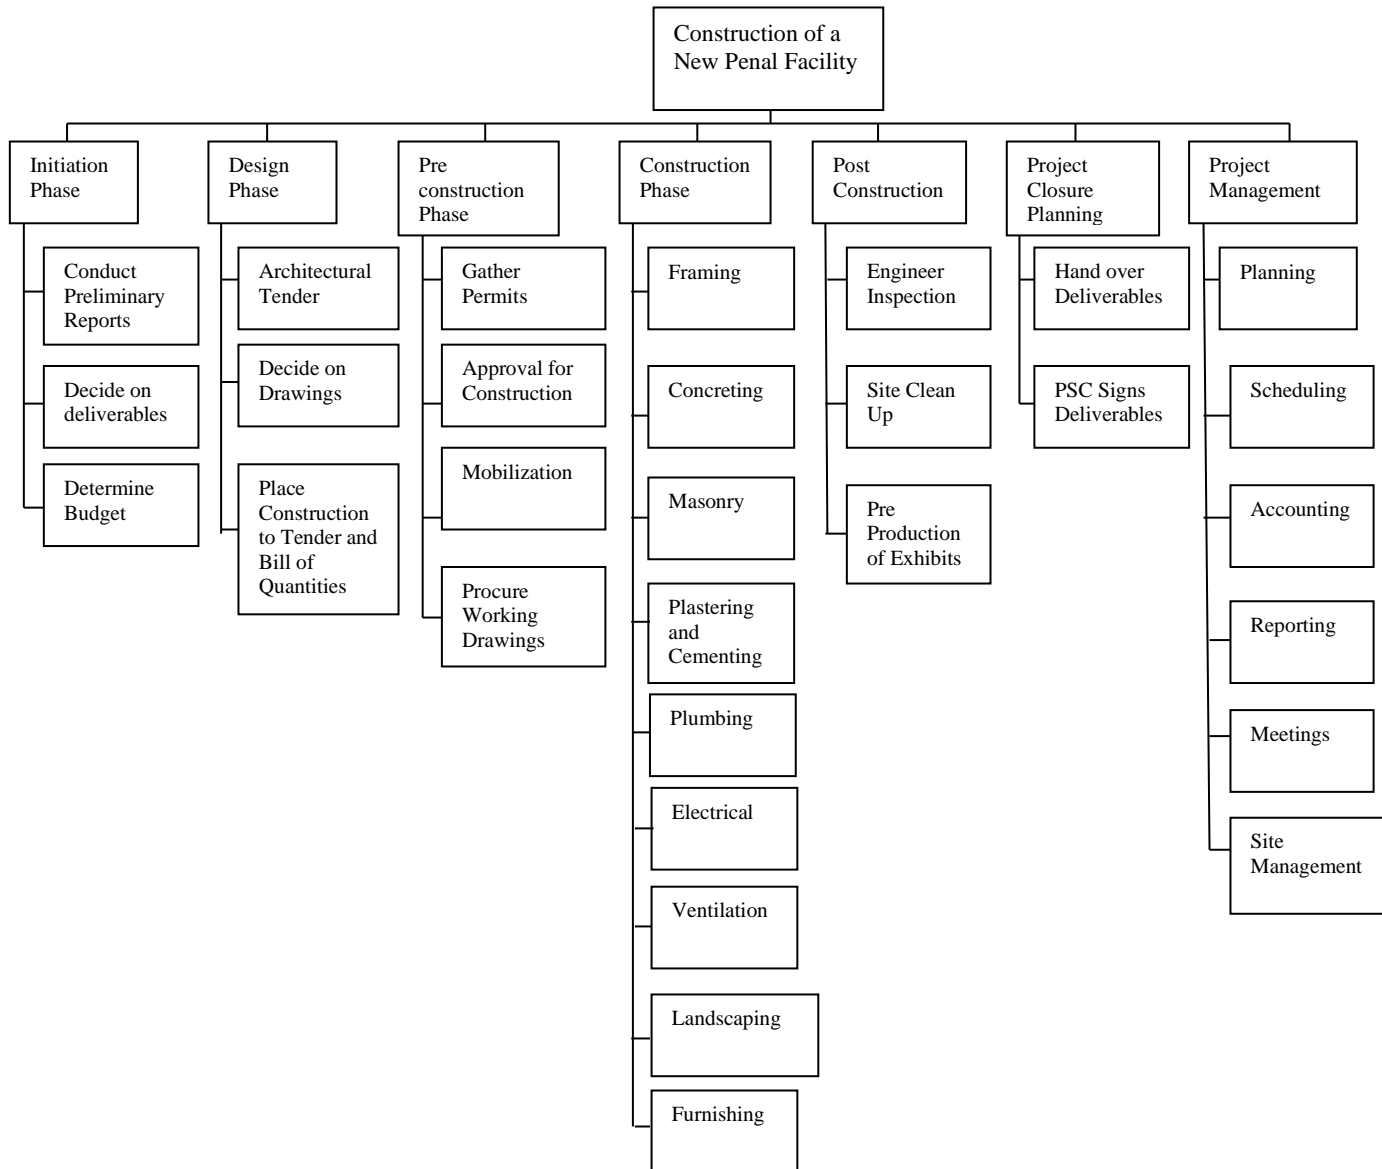 Construction of a
New Penal Facility
Initiation
Phase
Conduct
Preliminary
Reports
Decide on
deliverables
Determine
Budget
Design
Phase
Architectural
Tender
Decide on
Drawings
Place
Construction
to Tender and
Bill of
Quantities
Pre
construction
Phase
Gather
Permits
Approval for
Construction
Mobilization
Procure
Working
Drawings
Construction
Phase
Framing
Concreting
Masonry
Plastering
and
Cementing
Plumbing
Electrical
Ventilation
Landscaping
Furnishing
Post
Construction
Engineer
Inspection
Site Clean
Up
Pre
Production
of Exhibits
Project
Closure
Planning
Hand over
Deliverables
PSC Signs
Deliverables
Project
Management
Planning
Scheduling
Accounting
Reporting
Meetings
Site
Management